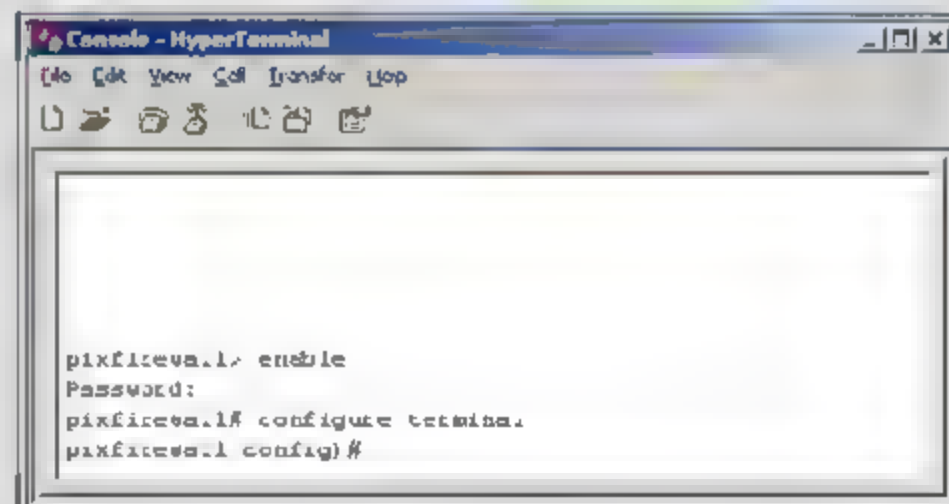 Console - HyperTerminal
File Edit View Call Transfer Help
pixfirewall> enable
Password:
pixfirewall# configure terminal
pixfirewall(config)#